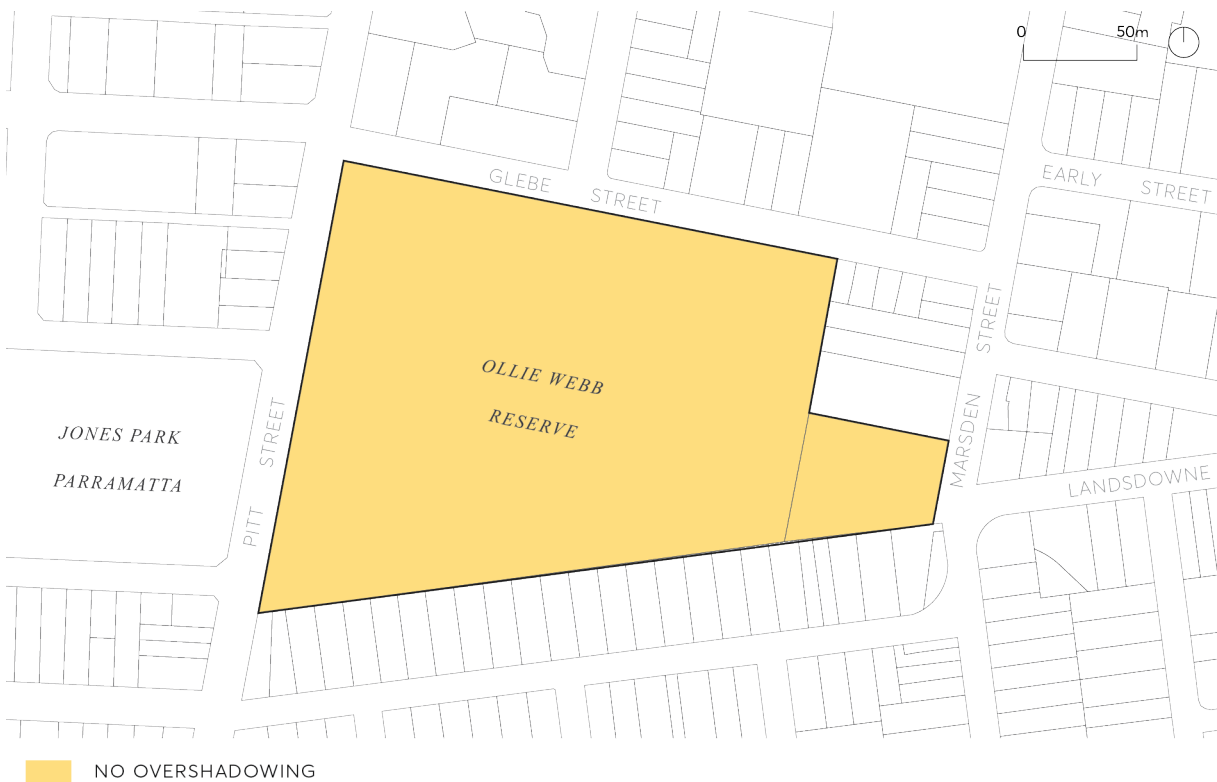 0 50m
GLEBE STREET
EARLY STREET
OLLIE WEBB
RESERVE
JONES PARK
PARRAMATTA
PITT STREET
MARSDEN STREET
LANDSDOWNE
NO OVERSHADOWING